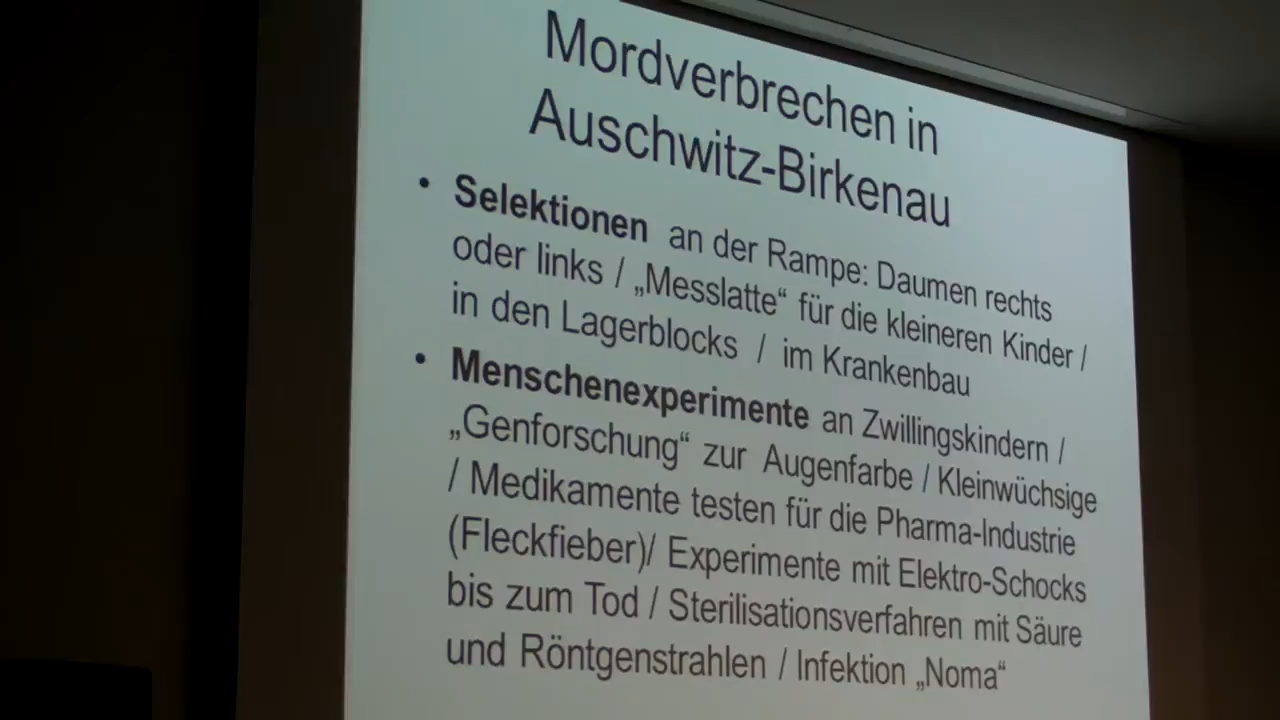 Mordverbrechen in
Auschwitz-Birkenau
• Selektionen an der Rampe: Daumen rechts
oder links / „Messlatte“ für die kleineren Kinder /
in den Lagerblocks / im Krankenbau
• Menschenexperimente an Zwillingskindern /
„Genforschung“ zur Augenfarbe / Kleinwüchsige
/ Medikamente testen für die Pharma-Industrie
(Fleckfieber)/ Experimente mit Elektro-Schocks
bis zum Tod / Sterilisationsverfahren mit Säure
und Röntgenstrahlen / Infektion „Noma“